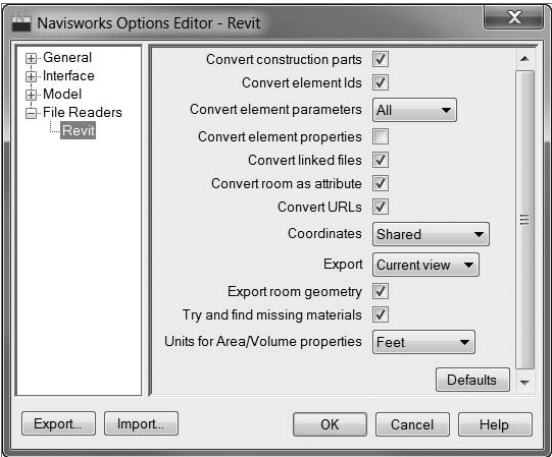 Navisworks Options Editor - Revit
X
General
Interface
Model
File Readers
Revit
Convert construction parts
Convert element Ids
Convert element parameters All
Convert element properties
Convert linked files
Convert room as attribute
Convert URLs
Coordinates Shared
Export Current view
Export room geometry
Try and find missing materials
Units for Area/Volume properties Feet
Defaults
Export... Import... OK Cancel Help